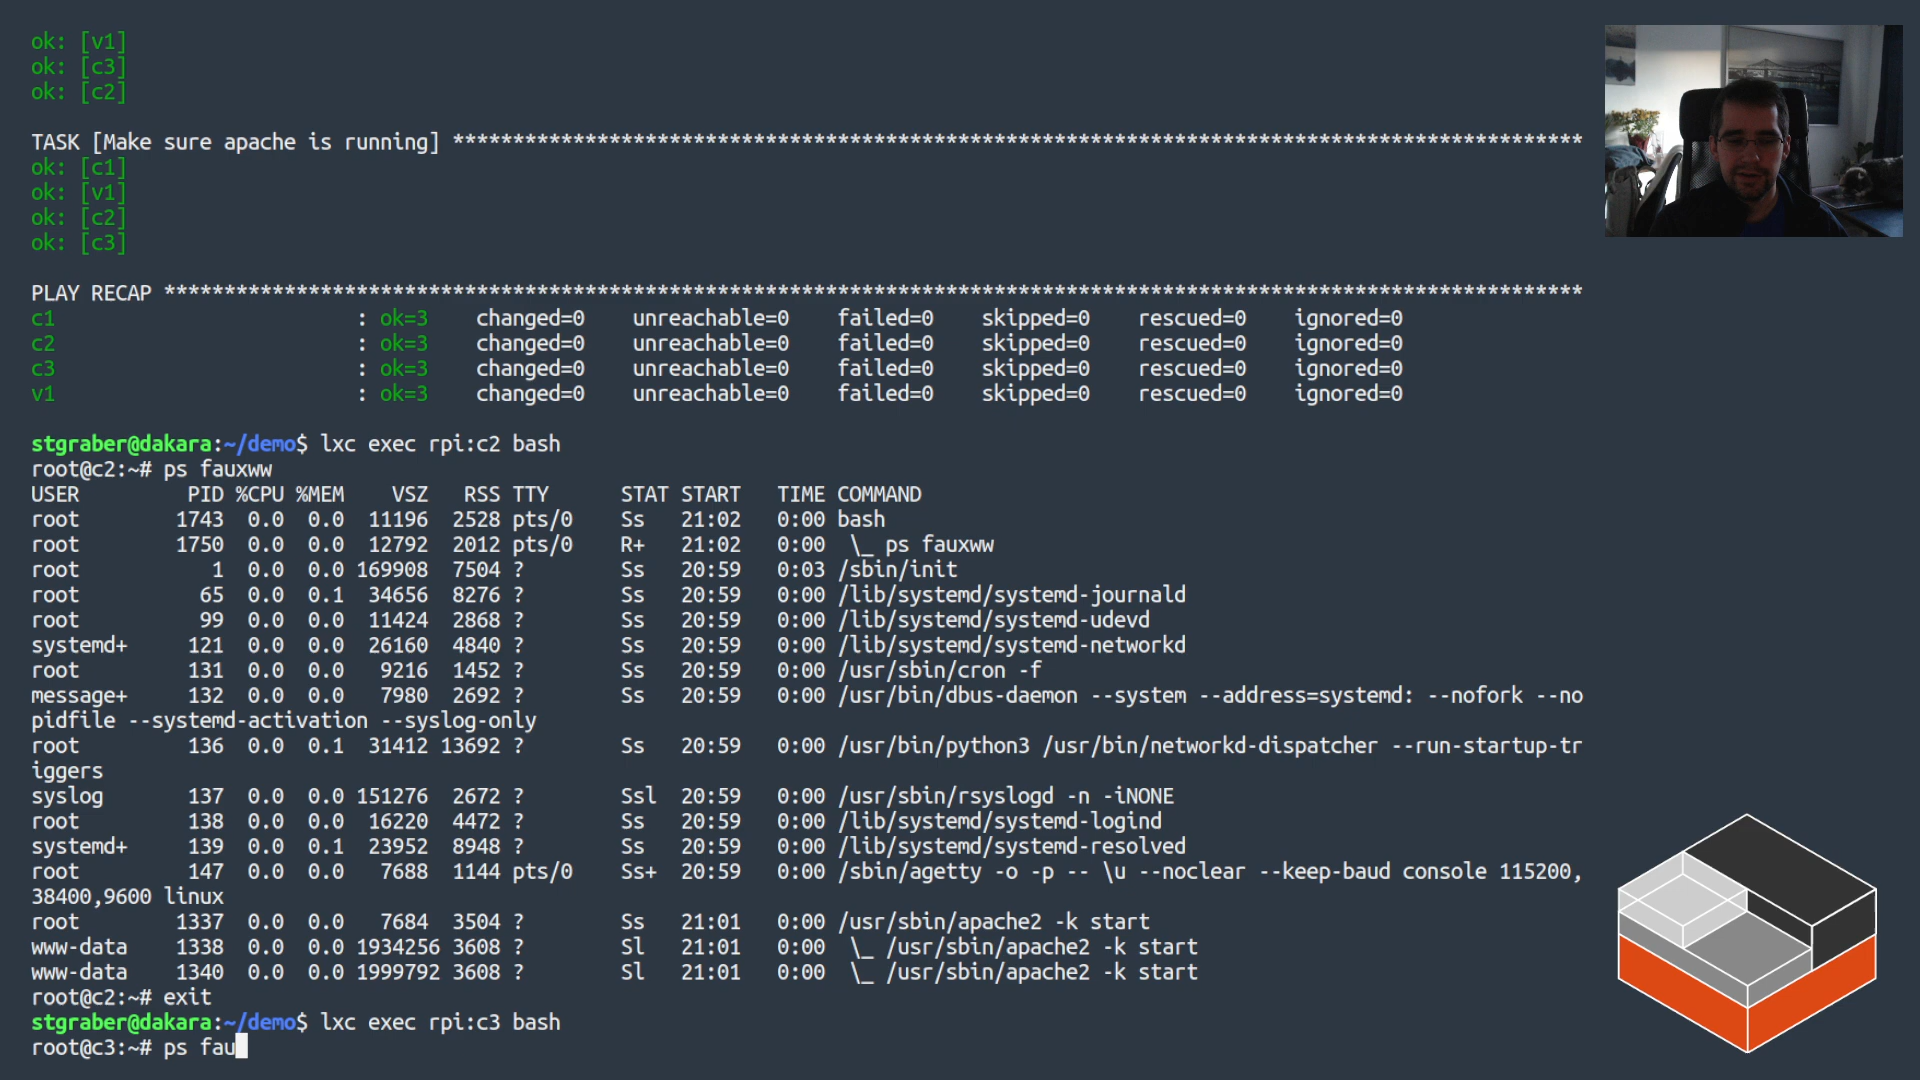 ok: [v1]
ok: [c3]
ok: [c2]
TASK [Make sure apache is running] **********************************************************************************************
ok: [c1]
ok: [v1]
ok: [c2]
ok: [c3]
PLAY RECAP **********************************************************************************************************************
c1                         : ok=3    changed=0    unreachable=0    failed=0    skipped=0    rescued=0    ignored=0
c2                         : ok=3    changed=0    unreachable=0    failed=0    skipped=0    rescued=0    ignored=0
c3                         : ok=3    changed=0    unreachable=0    failed=0    skipped=0    rescued=0    ignored=0
v1                         : ok=3    changed=0    unreachable=0    failed=0    skipped=0    rescued=0    ignored=0
stgraber@dakara:~/demo$ lxc exec rpi:c2 bash
root@c2:~# ps fauxww
USER         PID %CPU %MEM    VSZ   RSS TTY      STAT START   TIME COMMAND
root        1743  0.0  0.0  11196  2528 pts/0    Ss   21:02   0:00 bash
root        1750  0.0  0.0  12792  2012 pts/0    R+   21:02   0:00  \_ ps fauxww
root           1  0.0  0.0 169908  7504 ?        Ss   20:59   0:03 /sbin/init
root          65  0.0  0.1  34656  8276 ?        Ss   20:59   0:00 /lib/systemd/systemd-journald
root          99  0.0  0.0  11424  2868 ?        Ss   20:59   0:00 /lib/systemd/systemd-udevd
systemd+     121  0.0  0.0  26160  4840 ?        Ss   20:59   0:00 /lib/systemd/systemd-networkd
root         131  0.0  0.0   9216  1452 ?        Ss   20:59   0:00 /usr/sbin/cron -f
message+     132  0.0  0.0   7980  2692 ?        Ss   20:59   0:00 /usr/bin/dbus-daemon --system --address=systemd: --nofork --no
pidfile --systemd-activation --syslog-only
root         136  0.0  0.1  31412 13692 ?        Ss   20:59   0:00 /usr/bin/python3 /usr/bin/networkd-dispatcher --run-startup-tr
iggers
syslog       137  0.0  0.0 151276  2672 ?        Ssl  20:59   0:00 /usr/sbin/rsyslogd -n -iNONE
root         138  0.0  0.0  16220  4472 ?        Ss   20:59   0:00 /lib/systemd/systemd-logind
systemd+     139  0.0  0.1  23952  8948 ?        Ss   20:59   0:00 /lib/systemd/systemd-resolved
root         147  0.0  0.0   7688  1144 pts/0    Ss+  20:59   0:00 /sbin/agetty -o -p -- \u --noclear --keep-baud console 115200,
38400,9600 linux
root        1337  0.0  0.0   7684  3504 ?        Ss   21:01   0:00 /usr/sbin/apache2 -k start
www-data    1338  0.0  0.0 1934256 3608 ?        Sl   21:01   0:00  \_ /usr/sbin/apache2 -k start
www-data    1340  0.0  0.0 1999792 3608 ?        Sl   21:01   0:00  \_ /usr/sbin/apache2 -k start
root@c2:~# exit
stgraber@dakara:~/demo$ lxc exec rpi:c3 bash
root@c3:~# ps fau